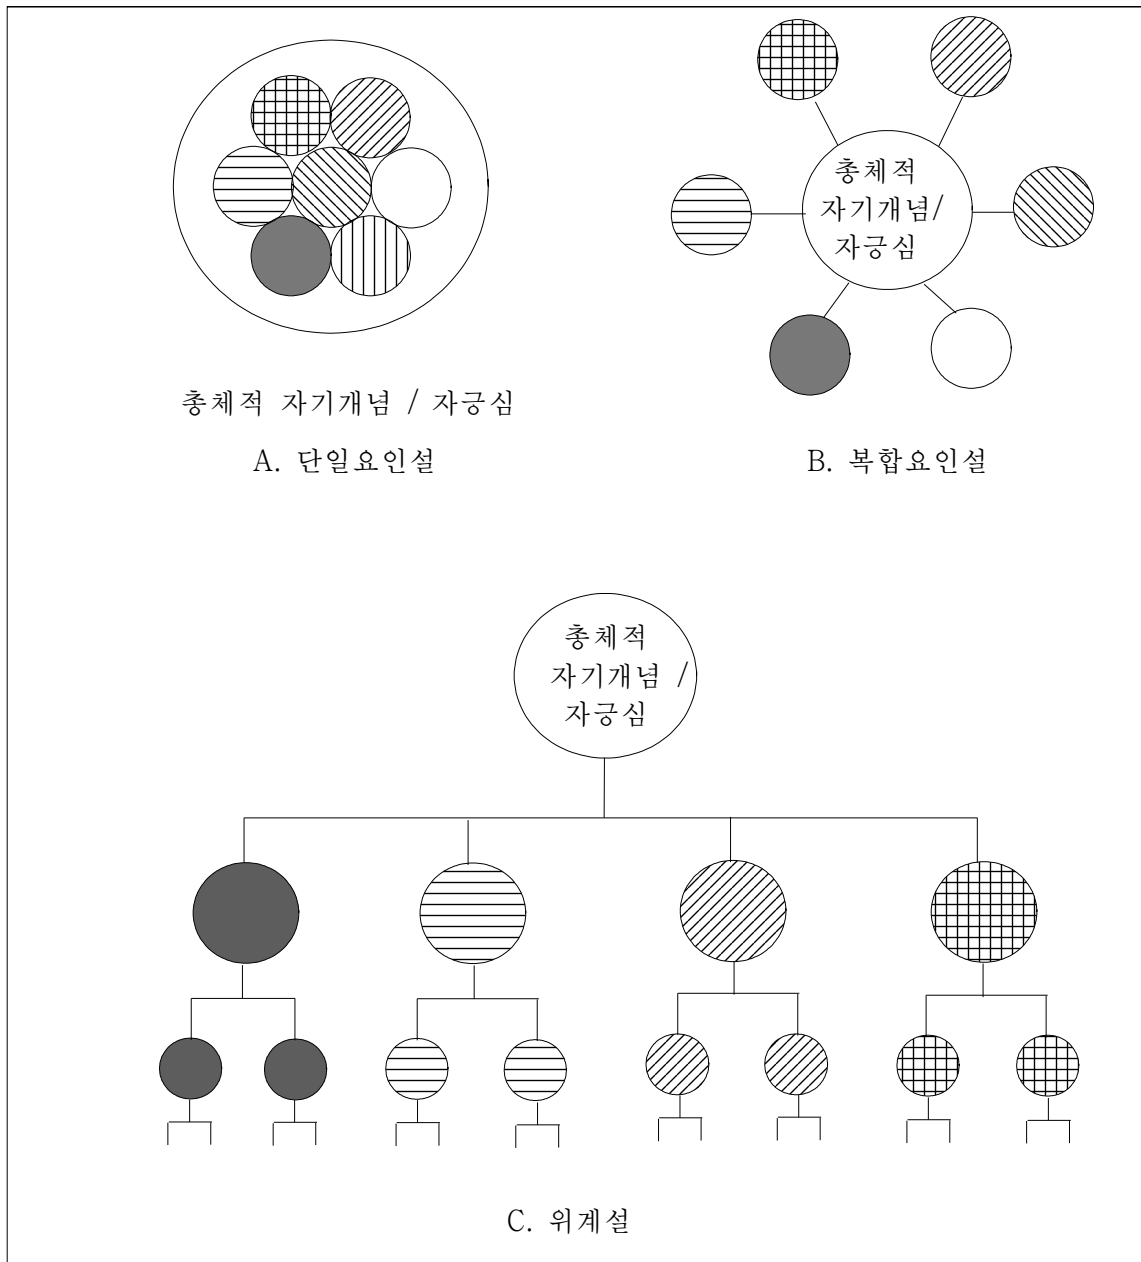 총체적
자기개념/
자긍심
총체적 자기개념 / 자긍심
A. 단일요인설
B. 복합요인설
총체적
자기개념 /
자긍심
C. 위계설